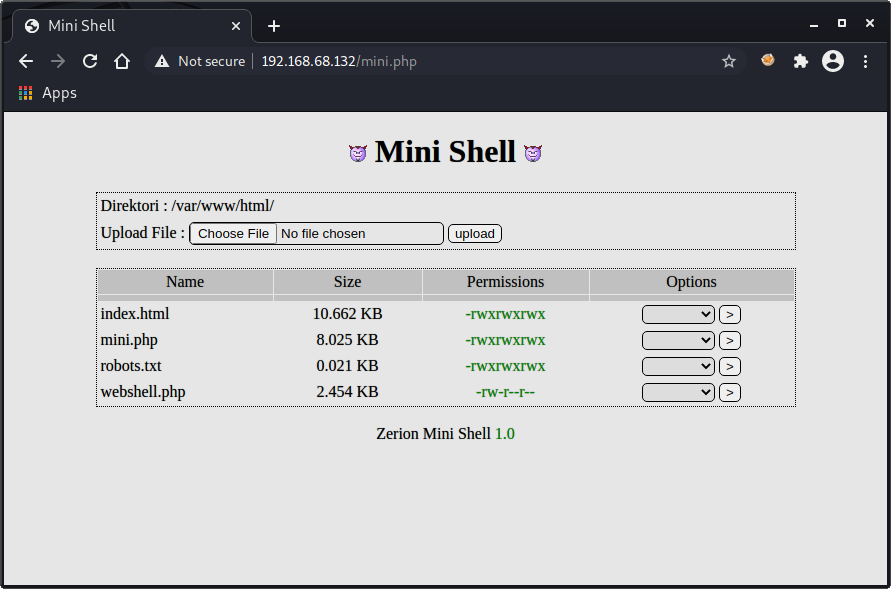 Mini Shell
Not secure 192.168.68.132/mini.php
Apps
😈 Mini Shell 😈
Direktori : /var/www/html/
Upload File : Choose File No file chosen upload
Name Size Permissions Options
index.html 10.662 KB -rwxrwxrwx >
mini.php 8.025 KB -rwxrwxrwx >
robots.txt 0.021 KB -rwxrwxrwx >
webshell.php 2.454 KB -rw-r--r-- >
Zerion Mini Shell 1.0